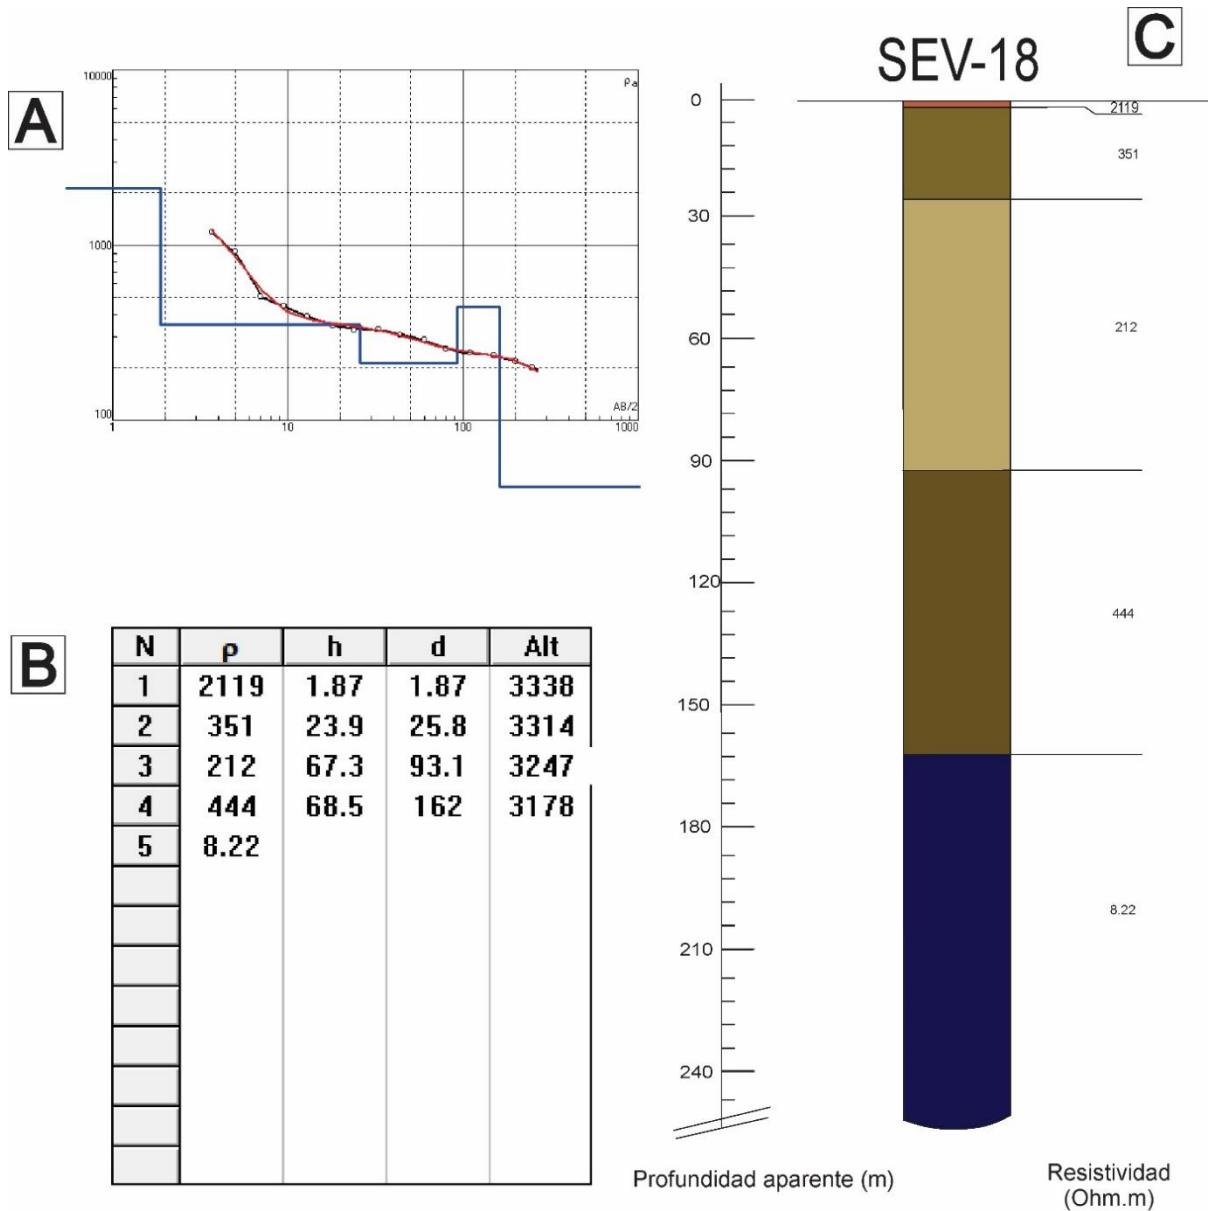 A
10000
ρa
1000
100
AB/2
1
10
100
1000
B
N ρ h d Alt
1 2119 1.87 1.87 3338
2 351 23.9 25.8 3314
3 212 67.3 93.1 3247
4 444 68.5 162 3178
5 8.22
C
SEV-18
0
30
60
90
120
150
180
210
240
2119
351
212
444
8.22
Profundidad aparente (m)
Resistividad
(Ohm.m)